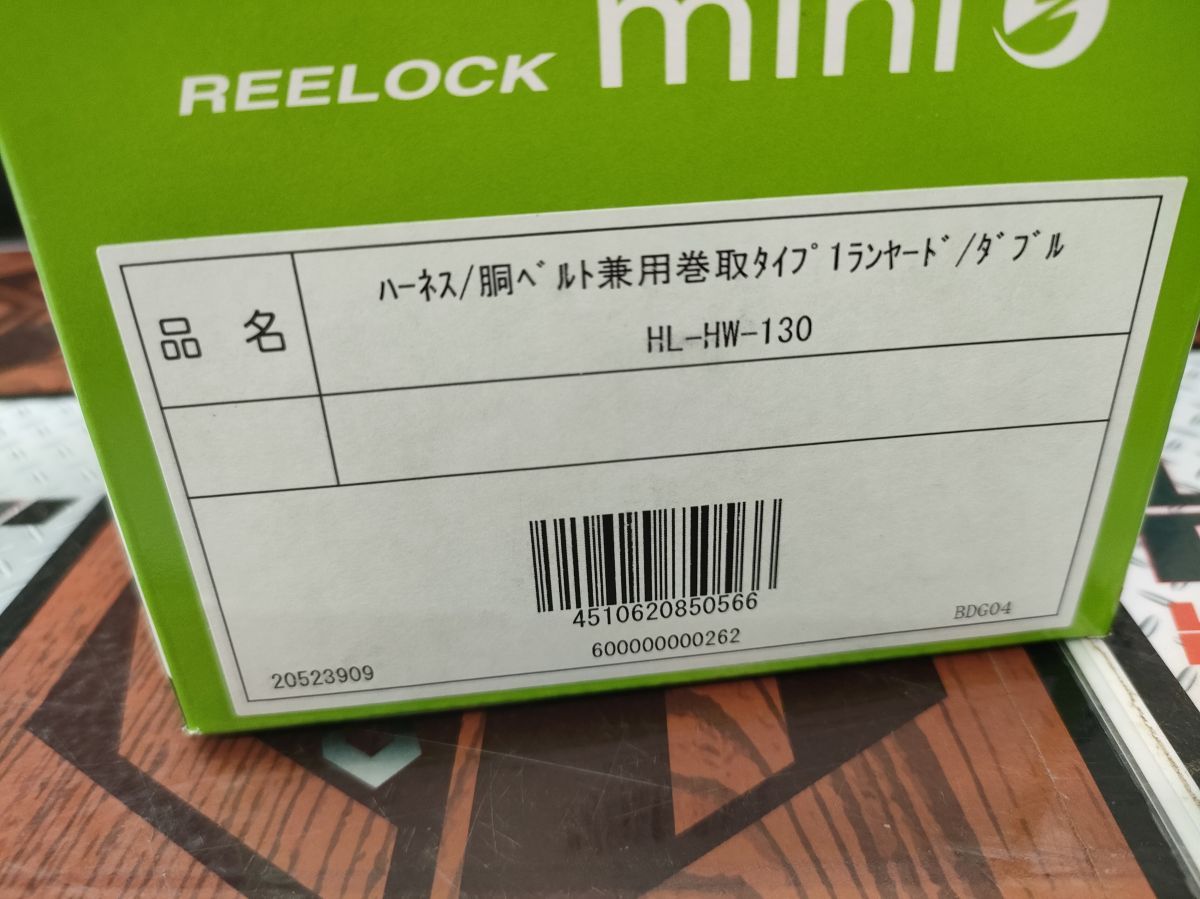 REELOCK mini
品 名
ﾊｰﾈｽ/胴ﾍﾞﾙﾄ兼用巻取ﾀｲﾌﾟ1ﾗﾝﾔｰﾄﾞ/ﾀﾞﾌﾞﾙ
HL-HW-130
4510620850566
600000000262
20523909
BDG04